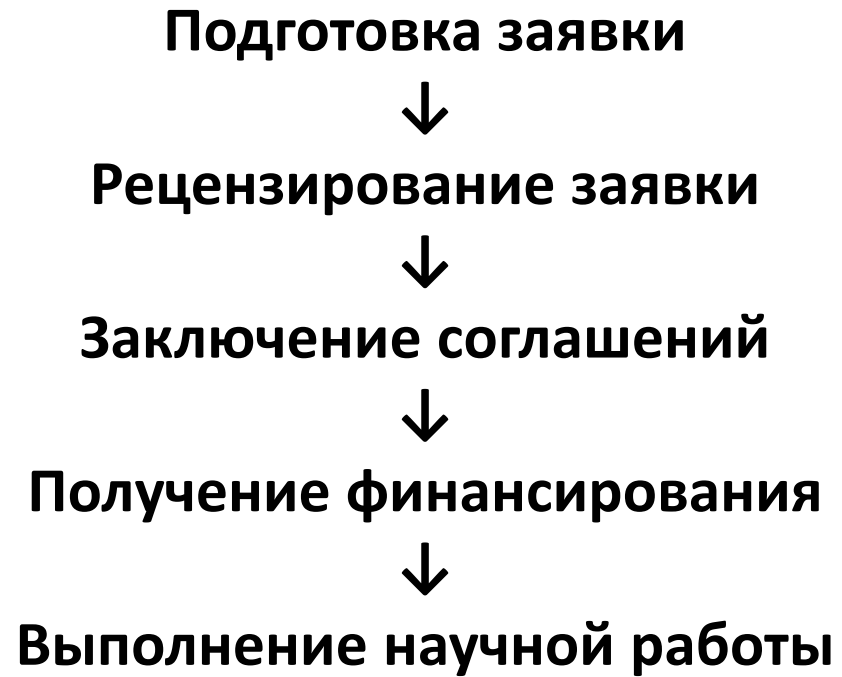 Подготовка заявки
↓
Рецензирование заявки
↓
Заключение соглашений
↓
Получение финансирования
↓
Выполнение научной работы